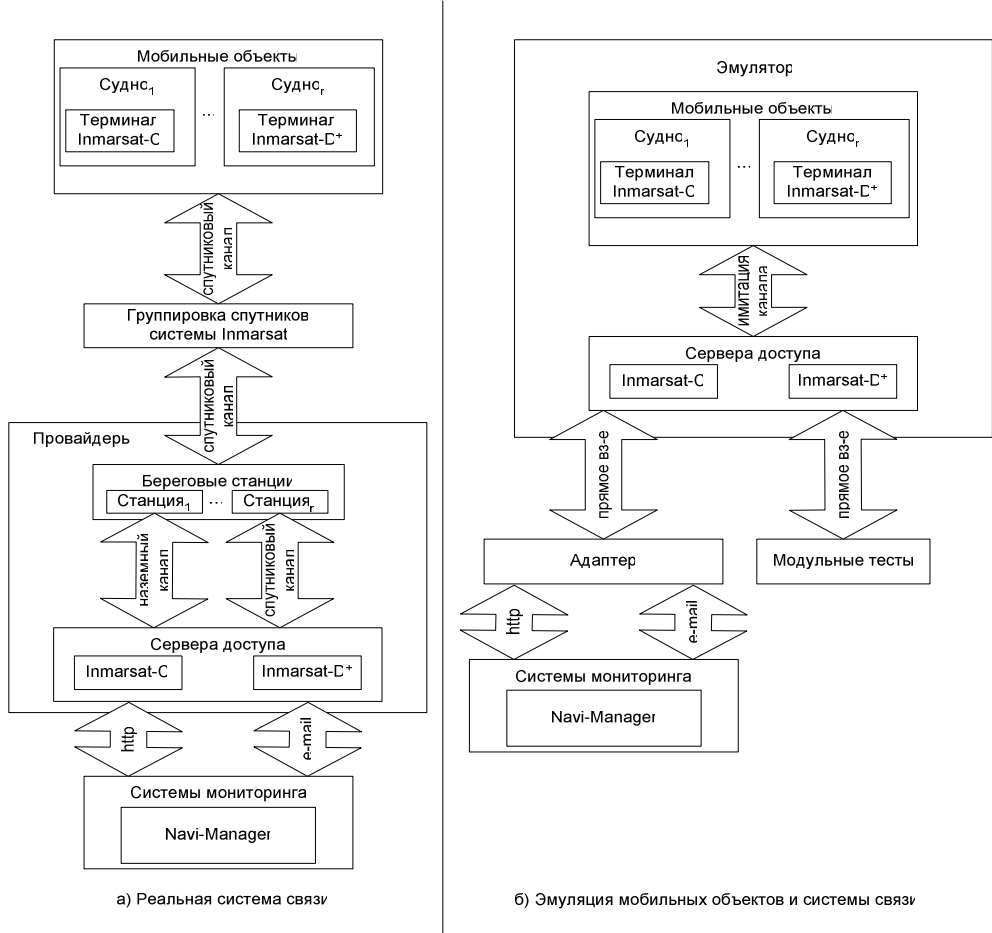 Мобильные объекты
Судно1
Судноr
Терминал
Inmarsat-C
...
Терминал
Inmarsat-D+
спутниковый
канал
Группировка спутников
системы Inmarsat
спутниковый
канал
Провайдеръ
Береговые станции
Станция1
...
Станцияr
наземный
канал
спутниковый
канал
Сервера доступа
Inmarsat-C
Inmarsat-D+
http
e-mail
Системы мониторинга
Navi-Manager
а) Реальная система связи
Эмулятор
Мобильные объекты
Судно1
Судноr
Терминал
Inmarsat-C
...
Терминал
Inmarsat-D+
имитация
канала
Сервера доступа
Inmarsat-C
Inmarsat-D+
прямое вз-е
прямое вз-е
Адаптер
Модульные тесты
http
e-mail
Системы мониторинга
Navi-Manager
б) Эмуляция мобильных объектов и системы связи